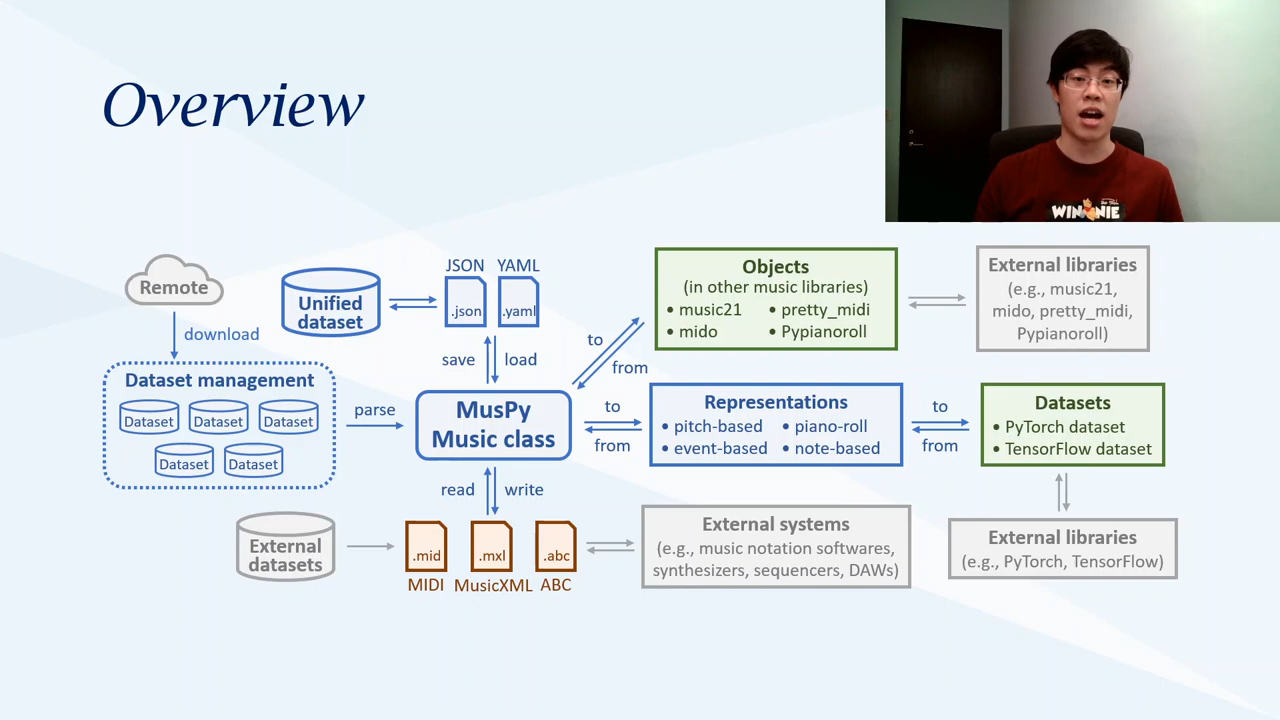 Overview
WINNIE
Remote
download
Dataset management
Dataset Dataset Dataset
Dataset Dataset
parse
Unified
dataset
JSON YAML
.json .yaml
save load
MusPy
Music class
read write
External
datasets
.mid .mxl .abc
MIDI MusicXML ABC
to
from
Objects
(in other music libraries)
• music21 • pretty_midi
• mido • Pypianoroll
External libraries
(e.g., music21,
mido, pretty_midi,
Pypianoroll)
to
from
Representations
• pitch-based • piano-roll
• event-based • note-based
to
from
Datasets
• PyTorch dataset
• TensorFlow dataset
External systems
(e.g., music notation softwares,
synthesizers, sequencers, DAWs)
External libraries
(e.g., PyTorch, TensorFlow)